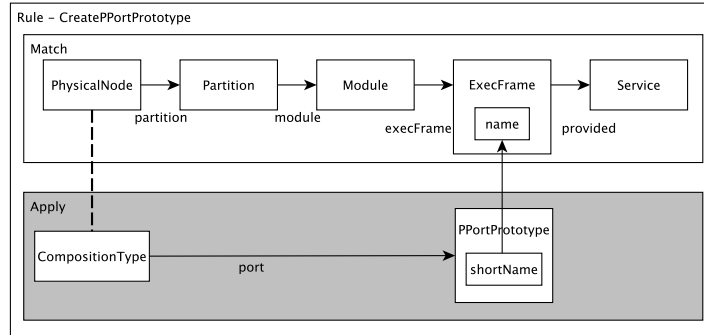 Rule – CreatePPortPrototype
Match
PhysicalNode
Partition
Module
ExecFrame
Service
name
partition
module
execFrame
provided
Apply
PPortPrototype
CompositionType
shortName
port